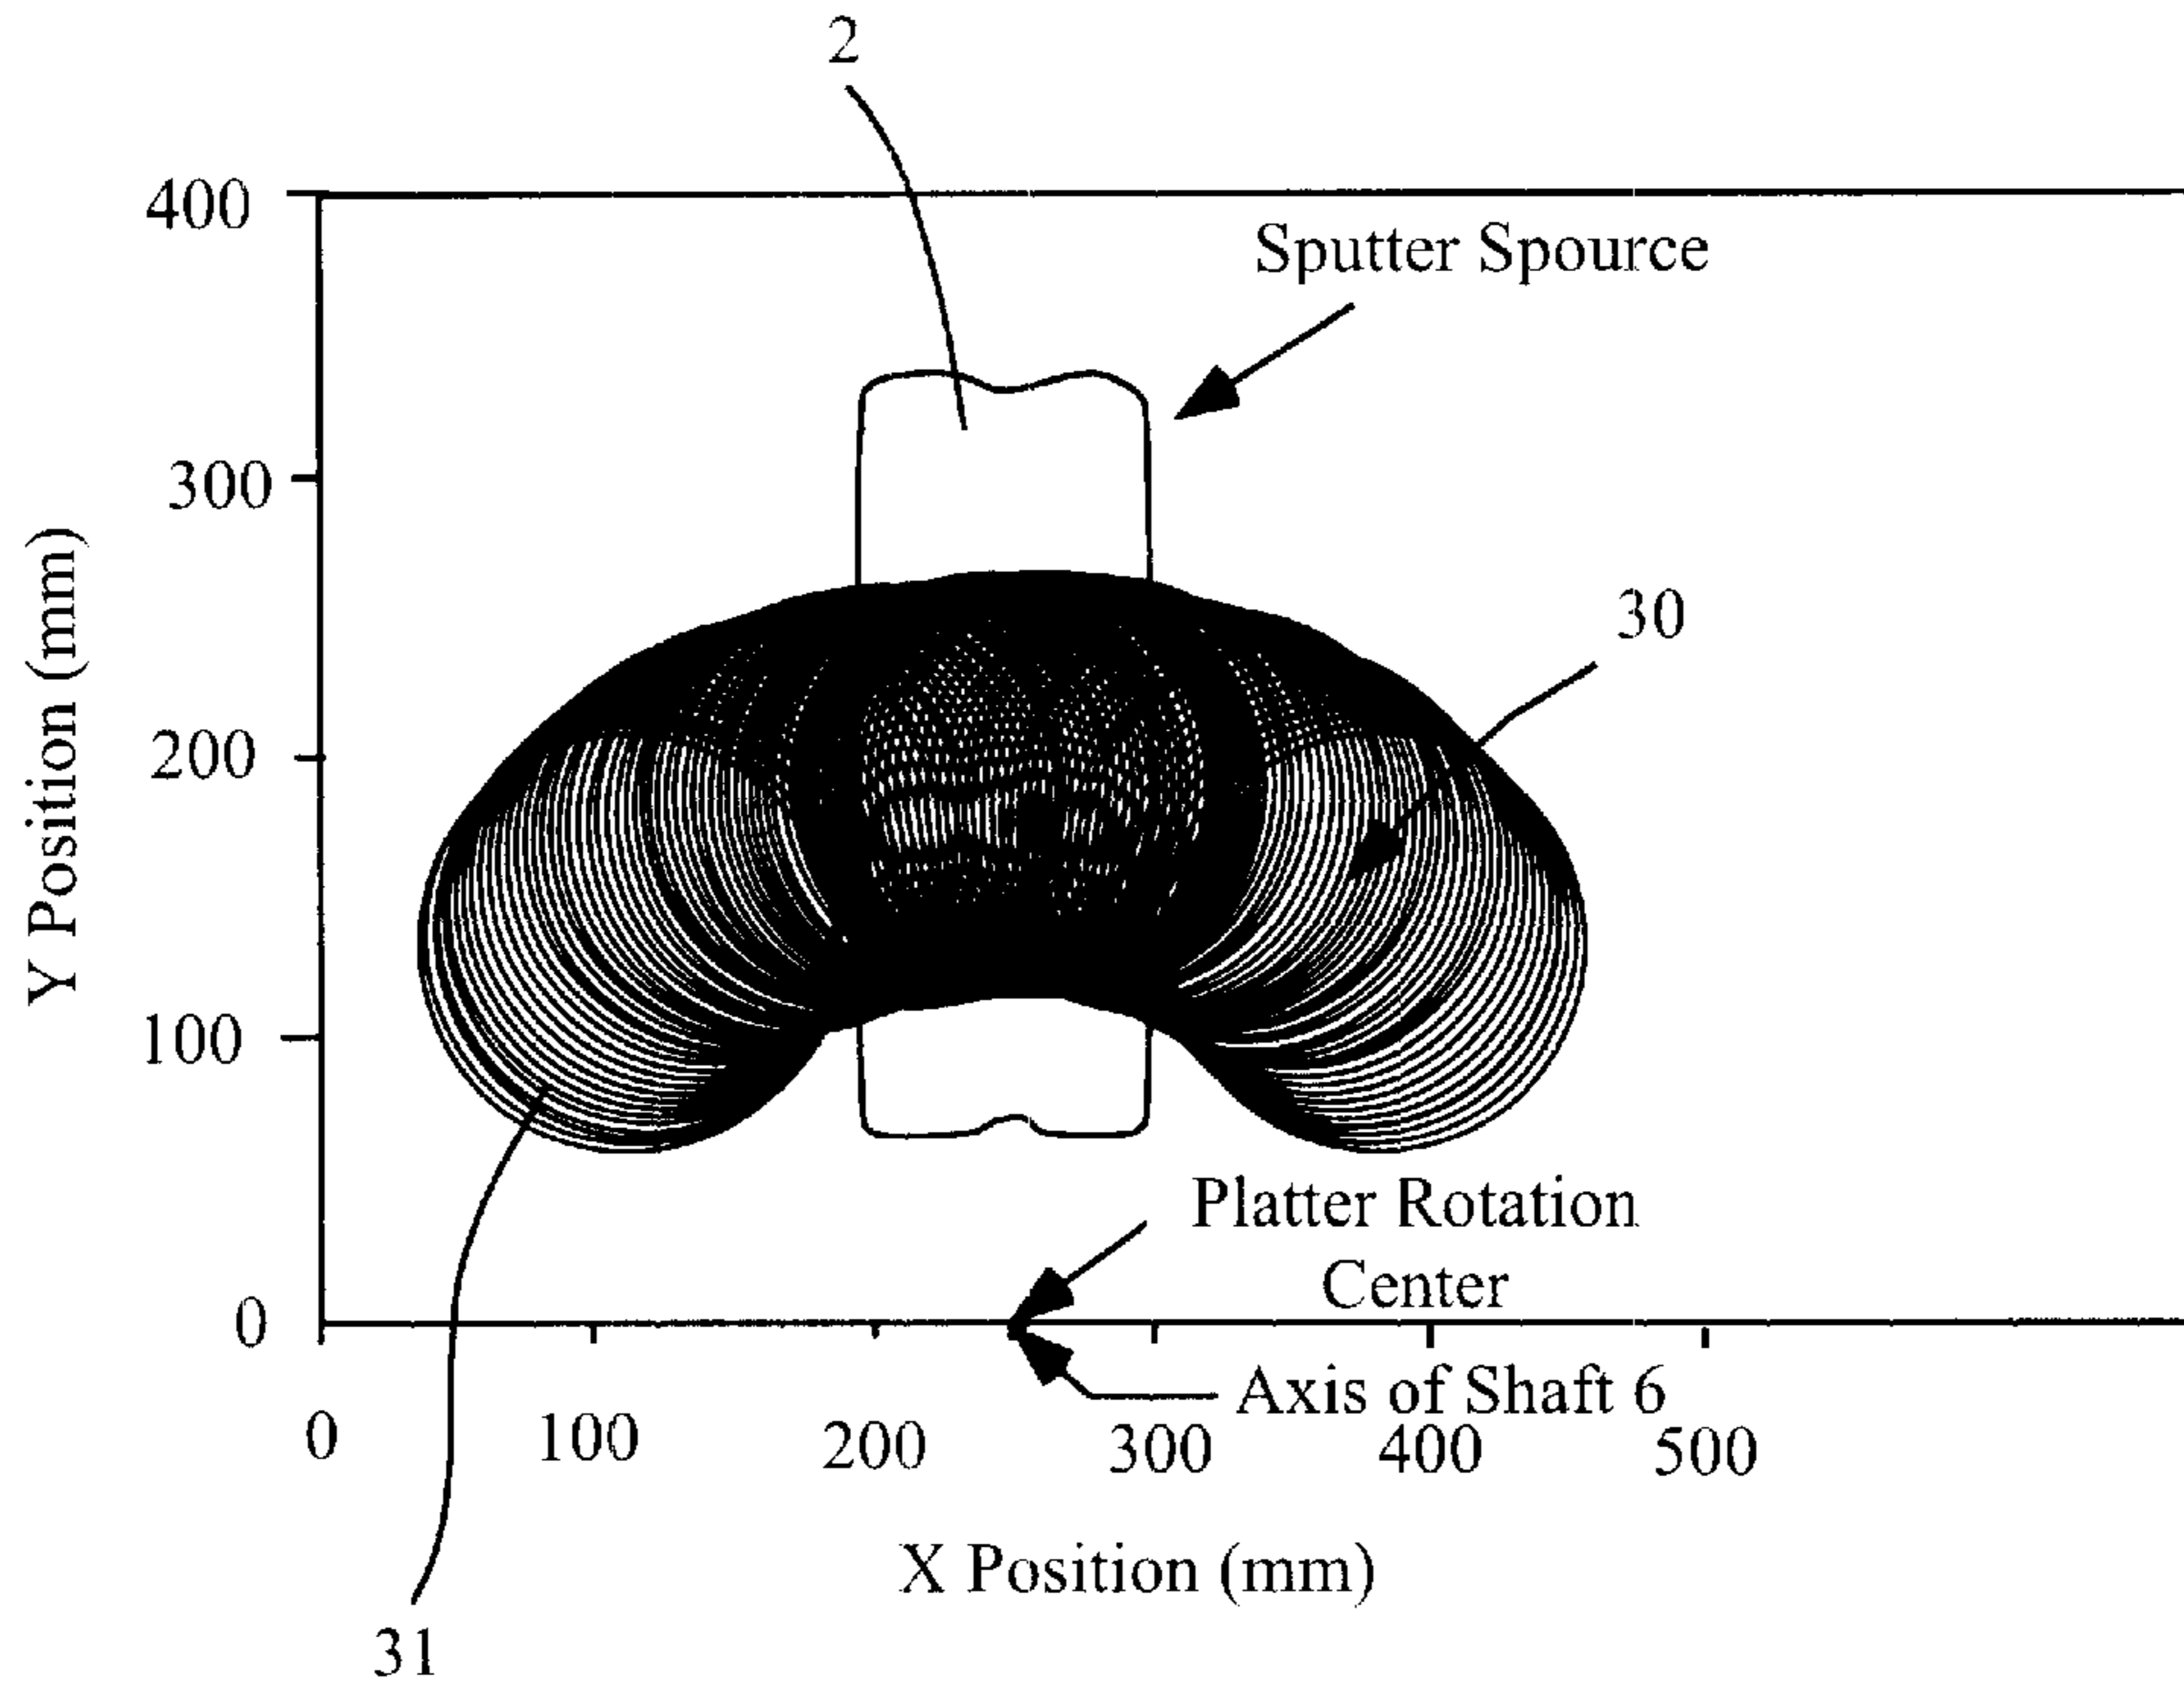 2
400
Sputter Spource
300
30
200
Y Position (mm)
100
Platter Rotation
Center
0
Axis of Shaft 6
0 100 200 300 400 500
X Position (mm)
31